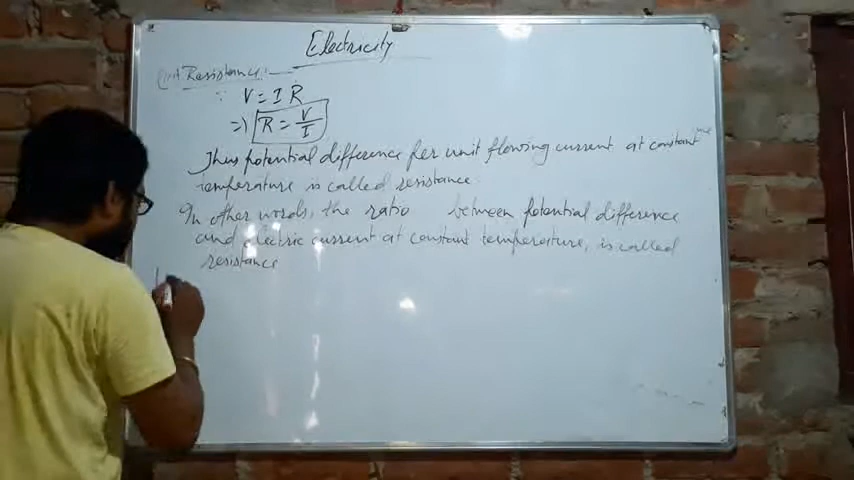 Electricity
Resistance:-
∵ V = I R
=) R = V/I
Thus potential difference per unit flowing current at constant
temperature is called resistance.
In other words, the ratio between potential difference
and electric current at constant temperature, is called
resistance